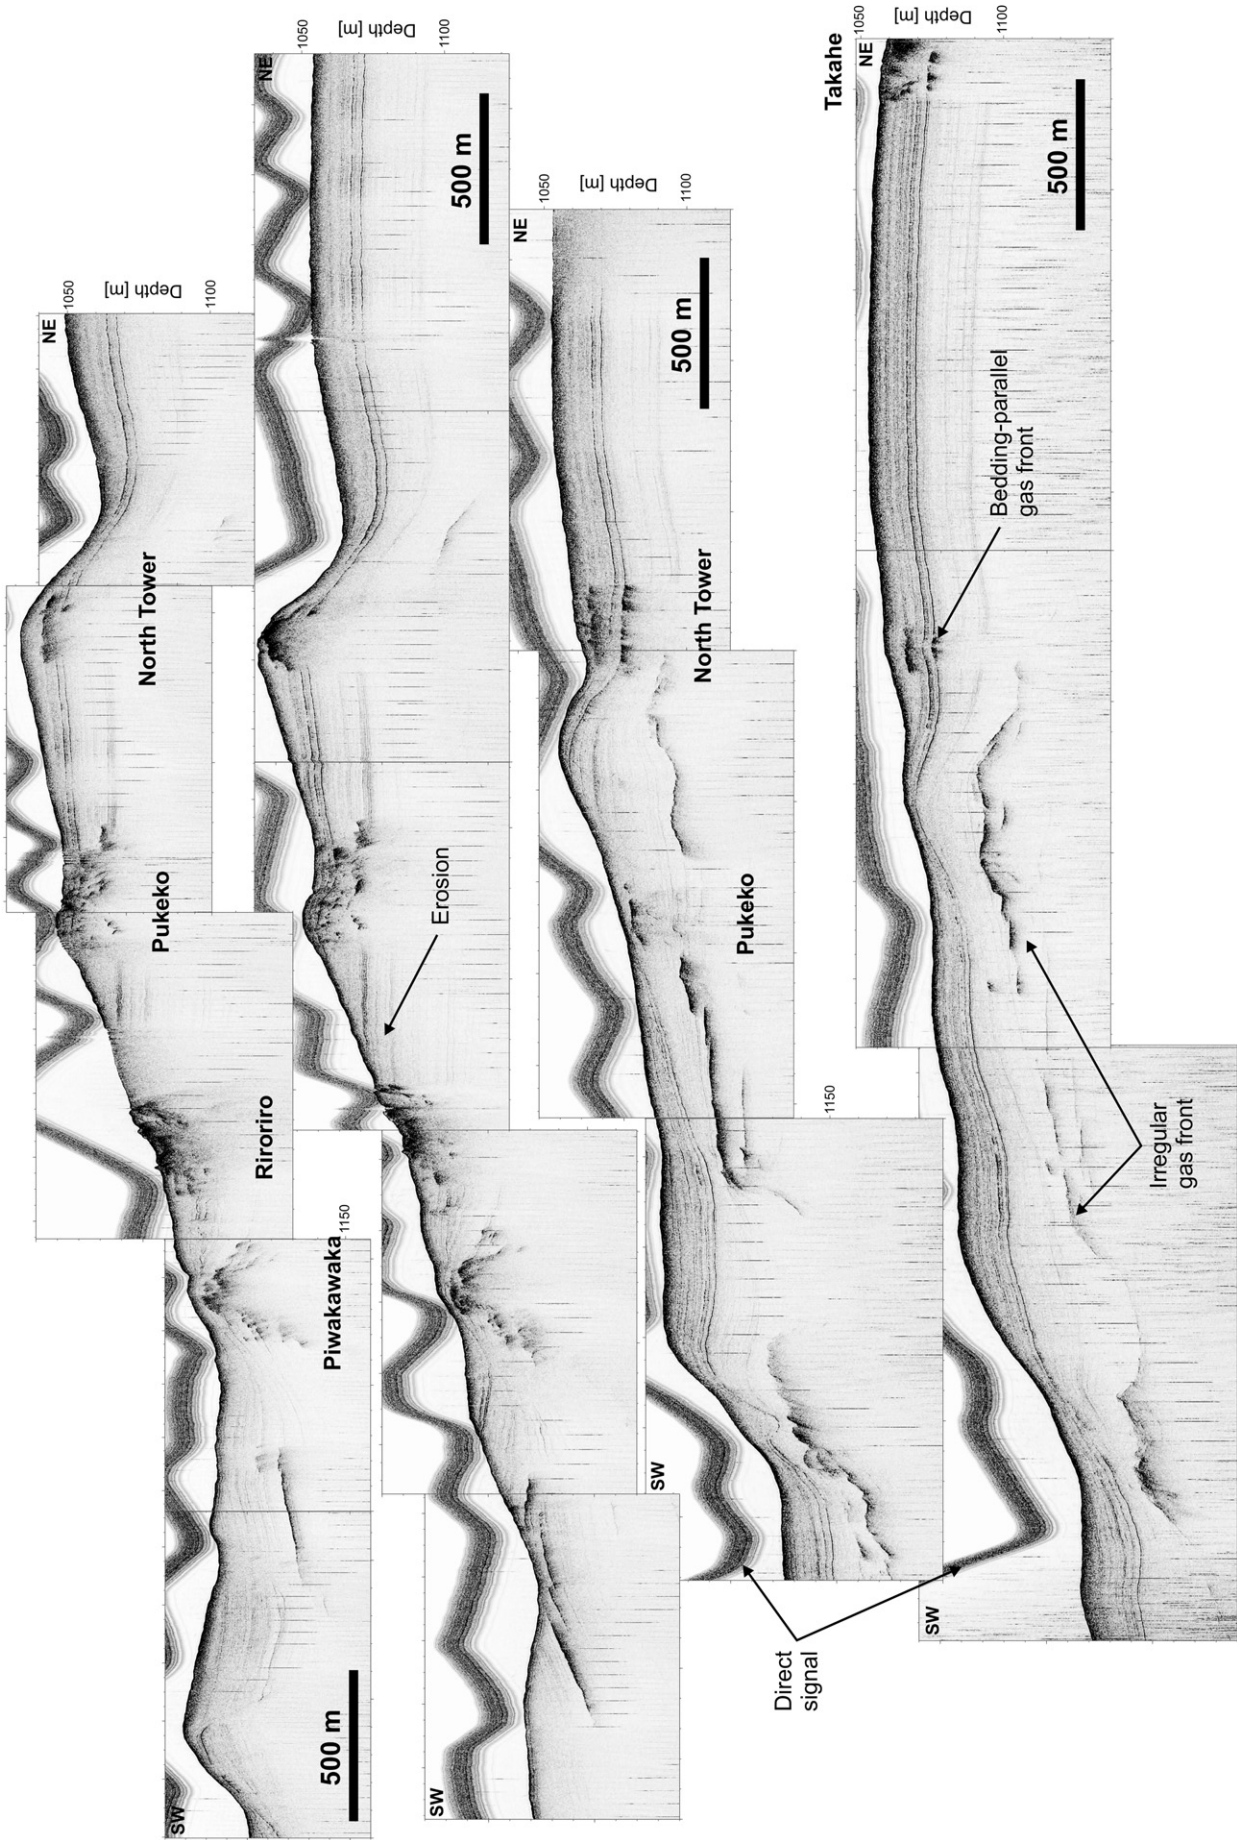 SW
500 m
Piwakawaka
1150
Riroriro
Pukeko
North Tower
NE
1050
Depth [m]
1100
SW
Erosion
NE
1050
Depth [m]
1100
500 m
SW
Direct
signal
1150
Pukeko
North Tower
NE
1050
Depth [m]
1100
500 m
SW
Irregular
gas front
Bedding-parallel
gas front
Takahe
NE
1050
Depth [m]
1100
500 m